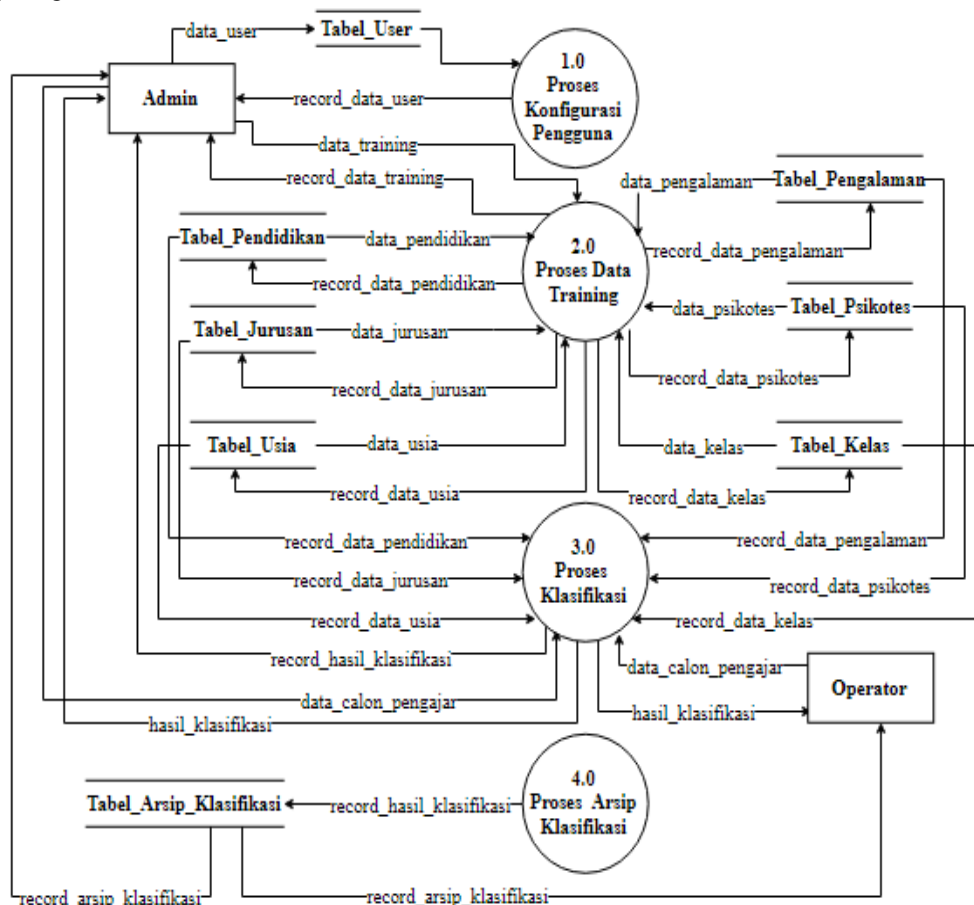 data_user
Tabel_User
1.0
Proses
Konfigurasi
Pengguna
Admin
record_data_user
data_training
record_data_training
data_pengalaman
Tabel_Pengalaman
Tabel_Pendidikan
data_pendidikan
2.0
Proses Data
Training
record_data_pengalaman
record_data_pendidikan
Tabel_Jurusan
data_jurusan
data_psikotes
Tabel_Psikotes
record_data_jurusan
record_data_psikotes
Tabel_Usia
data_usia
data_kelas
Tabel_Kelas
record_data_usia
record_data_kelas
record_data_pendidikan
3.0
Proses
Klasifikasi
record_data_pengalaman
record_data_jurusan
record_data_psikotes
record_data_usia
record_data_kelas
record_hasil_klasifikasi
data_calon_pengajar
Operator
data_calon_pengajar
hasil_klasifikasi
hasil_klasifikasi
4.0
Proses Arsip
Klasifikasi
Tabel_Arsip_Klasifikasi
record_hasil_klasifikasi
record_arsip_klasifikasi
record_arsip_klasifikasi